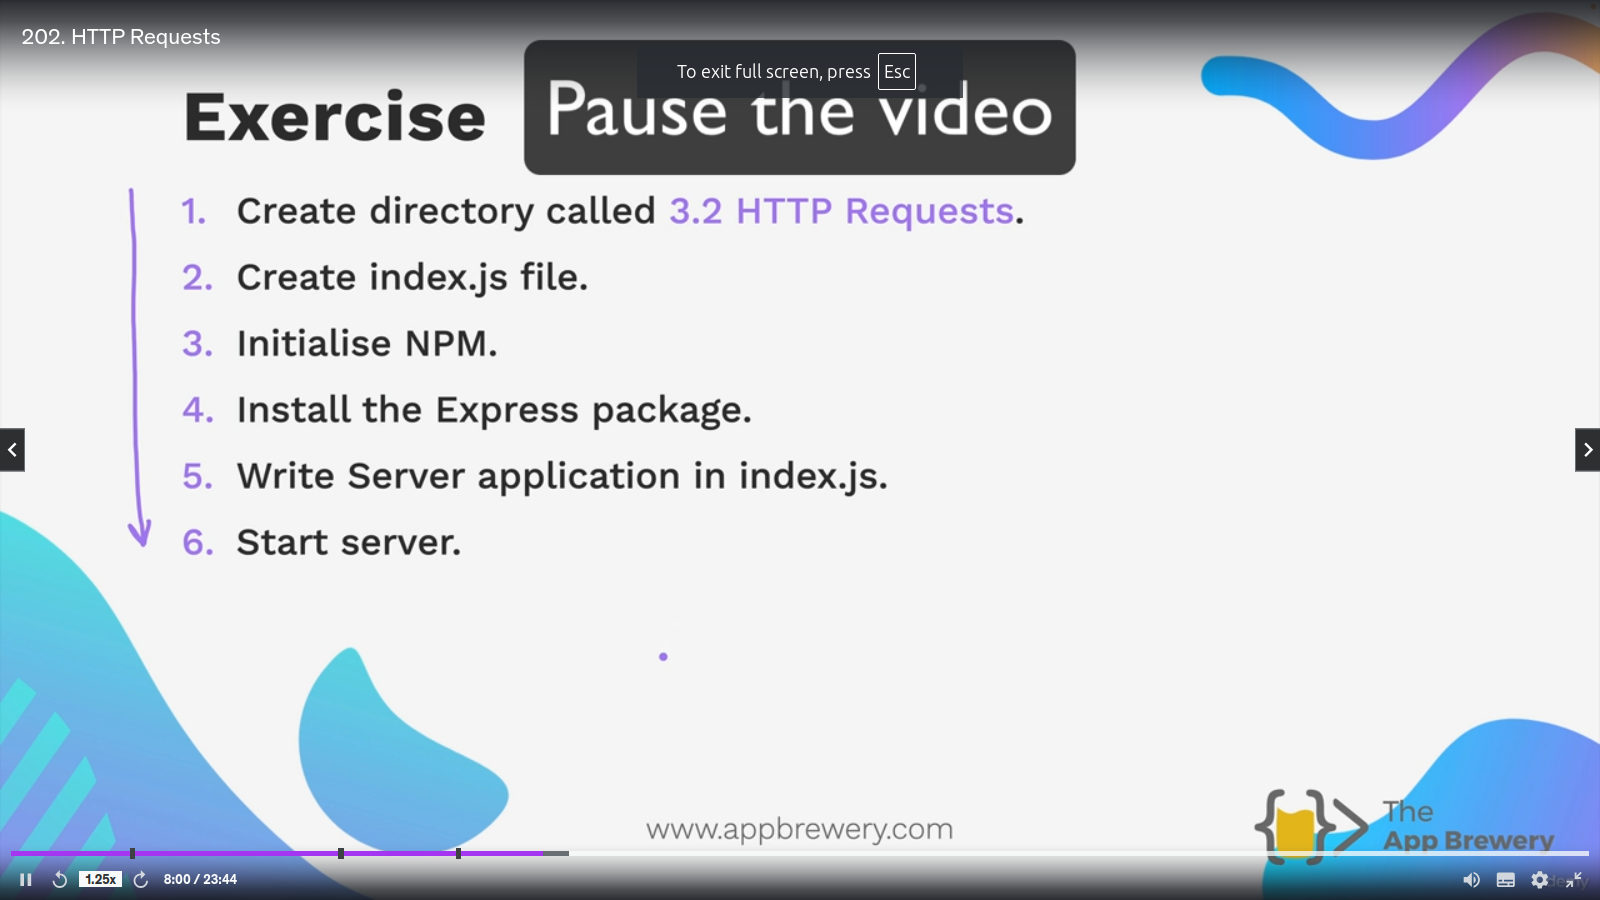 202. HTTP Requests
To exit full screen, press Esc
Exercise
Pause the video
1. Create directory called 3.2 HTTP Requests.
2. Create index.js file.
3. Initialise NPM.
4. Install the Express package.
5. Write Server application in index.js.
6. Start server.
www.appbrewery.com
The
App Brewery
1.25x
8:00 / 23:44